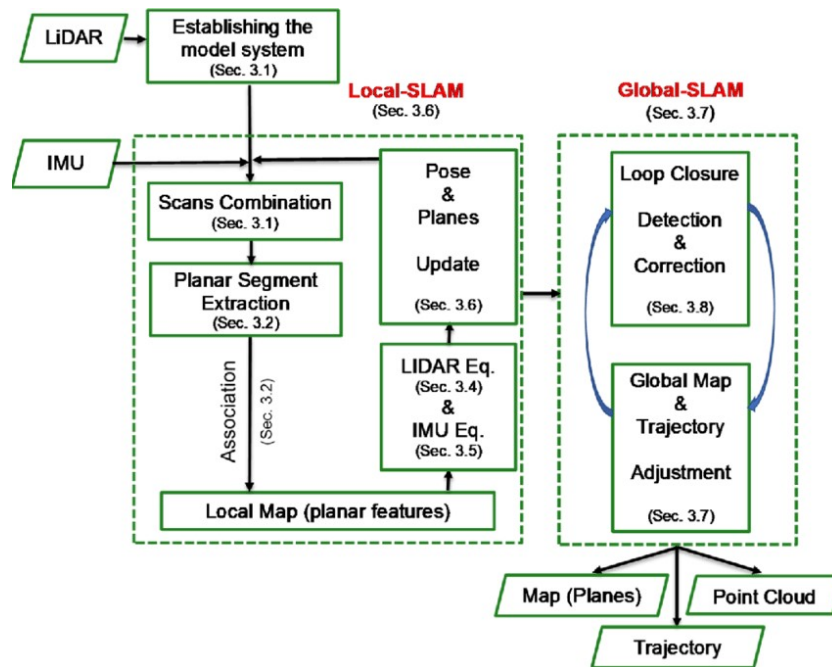 LiDAR
Establishing the
model system
(Sec. 3.1)
Local-SLAM
(Sec. 3.6)
Global-SLAM
(Sec. 3.7)
IMU
Scans Combination
(Sec. 3.1)
Planar Segment
Extraction
(Sec. 3.2)
Association
(Sec. 3.2)
Local Map (planar features)
LIDAR Eq.
(Sec. 3.4)
&
IMU Eq.
(Sec. 3.5)
Pose
&
Planes
Update
(Sec. 3.6)
Loop Closure
Detection
&
Correction
(Sec. 3.8)
Global Map
&
Trajectory
Adjustment
(Sec. 3.7)
Map (Planes)
Point Cloud
Trajectory